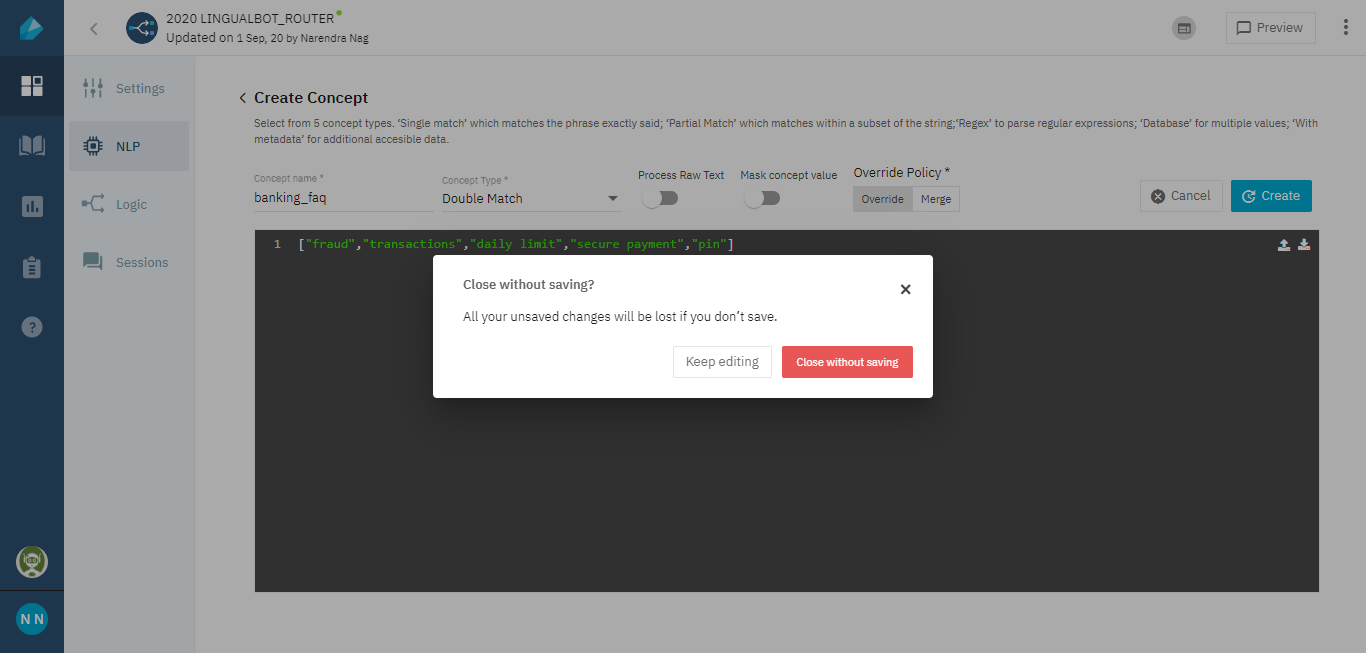 2020 LINGUALBOT_ROUTER
Updated on 1 Sep, 20 by Narendra Nag
Preview
Settings
NLP
Logic
Sessions
Create Concept
Select from 5 concept types. ‘Single match’ which matches the phrase exactly said; ‘Partial Match’ which matches within a subset of the string;‘Regex’ to parse regular expressions; ‘Database’ for multiple values; ‘With
metadata’ for additional accesible data.
Concept name *
banking_faq
Concept Type *
Double Match
Process Raw Text
Mask concept value
Override Policy *
Override
Merge
Cancel
Create
1 ["fraud","transactions","daily limit","secure payment","pin"]
Close without saving?
All your unsaved changes will be lost if you don’t save.
Keep editing
Close without saving
?
N N